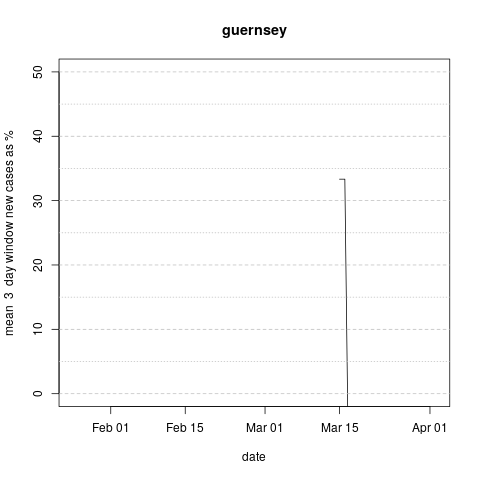 guernsey
mean 3 day window new cases as %
50
40
30
20
10
0
Feb 01
Feb 15
Mar 01
Mar 15
Apr 01
date